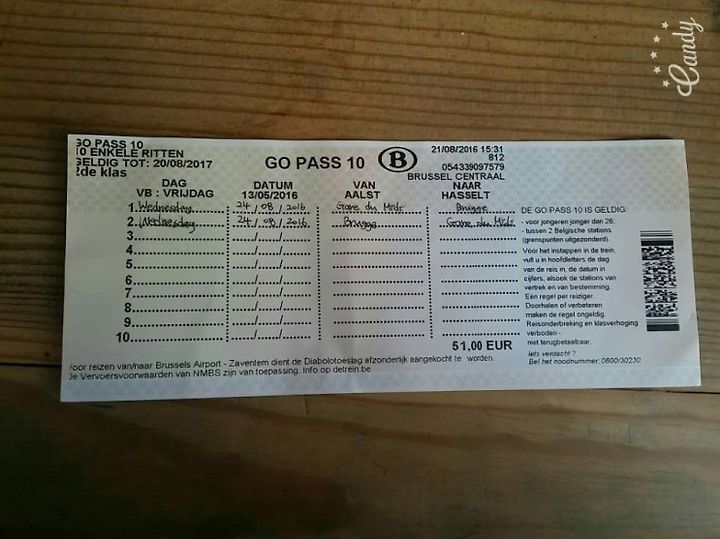 Candy
GO PASS 10
10 ENKELE RITTEN
GELDIG TOT: 20/08/2017
2de klas
GO PASS 10 B
21/08/2016 15:31
812
054339097579
BRUSSEL CENTRAAL
DAG DATUM VAN NAAR
VB : VRIJDAG 13/05/2016 AALST HASSELT
1. Wednesday 24/08/2016 Gare du Midi Brugge
2. Wednesday 24/08/2016 Brugge Gare du Midi
3. / /
4. / /
5. / /
6. / /
7. / /
8. / /
9. / /
10. / /
51,00 EUR
DE GO PASS 10 IS GELDIG:
- voor jongeren jonger dan 26;
- tussen 2 Belgische stations
(grenspunten uitgezonderd).
Voor het instappen in de trein,
vult u in hoofdletters de dag
van de reis in, de datum in
cijfers, alsook de stations van
vertrek en van bestemming.
Een regel per reiziger.
Doorhalen of verbeteren
maken de regel ongeldig.
Reisonderbreking en klasverhoging
verboden -
niet terugbetaalbaar.
Iets verdacht ?
Bel het noodnummer: 0800/30230
Voor reizen van/naar Brussels Airport - Zaventem dient de Diabolotoeslag afzonderlijk aangekocht te worden.
De Vervoersvoorwaarden van NMBS zijn van toepassing. Info op detrein.be